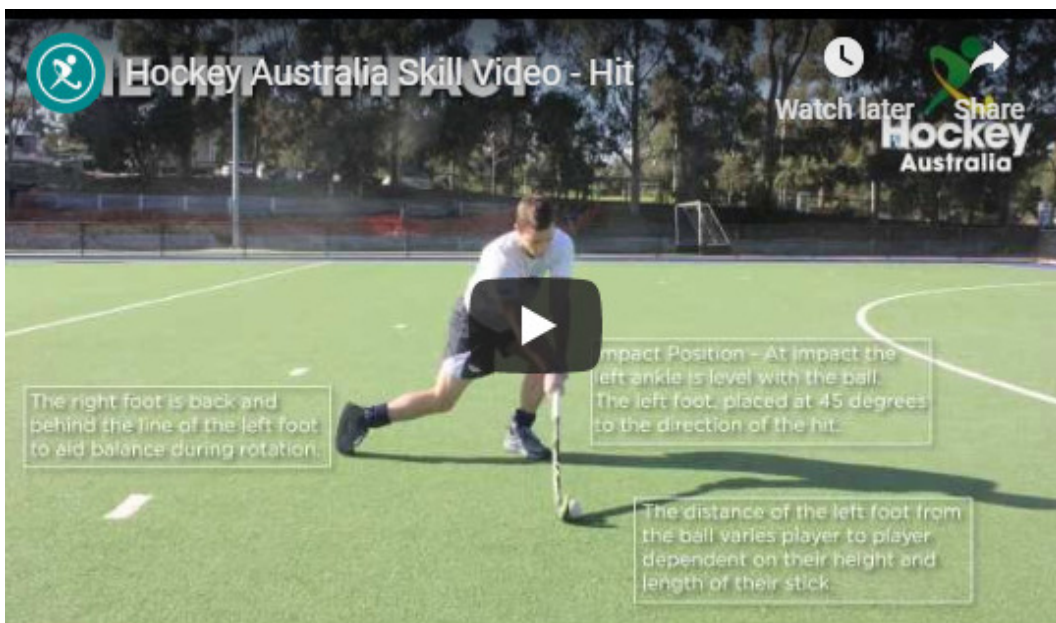 Hockey Australia Skill Video - Hit
Watch later
Share
Hockey
Australia
The right foot is back and
behind the line of the left foot
to aid balance during rotation.
Impact Position - At impact the
left ankle is level with the ball.
The left foot, placed at 45 degrees
to the direction of the hit.
The distance of the left foot from
the ball varies player to player
dependent on their height and
length of their stick.